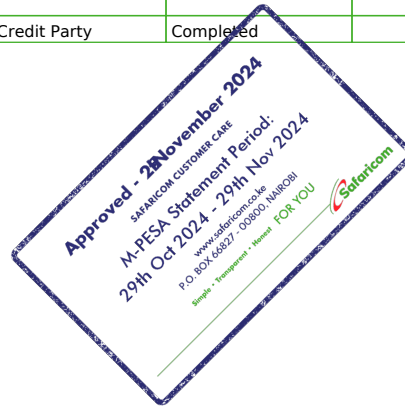 Credit Party Completed
Approved - November 2024
SAFARICOM CUSTOMER CARE
M-PESA Statement Period:
29th Oct 2024 - 29th Nov 2024
www.safaricom.co.ke
P.O. BOX 66827 - 00800, NAIROBI
Simple • Transparent • Honest FOR YOU
Safaricom